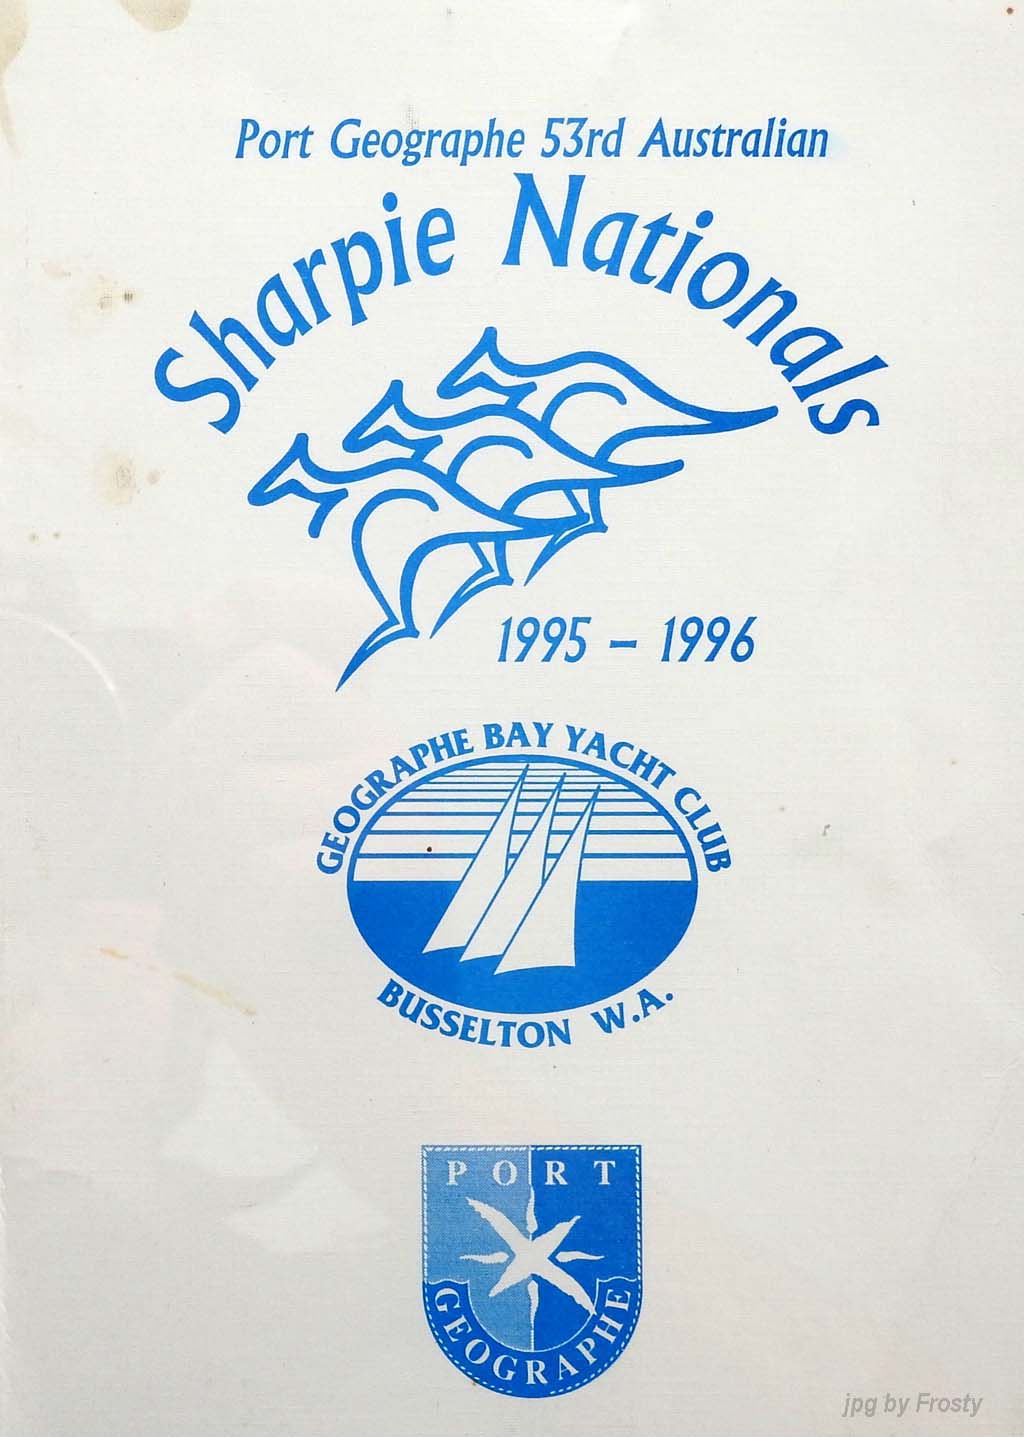 Port Geographe 53rd Australian
Sharpie Nationals
1995 – 1996
GEOGRAPHE BAY YACHT CLUB
BUSSELTON W.A.
PORT
GEOGRAPHE
jpg by Frosty